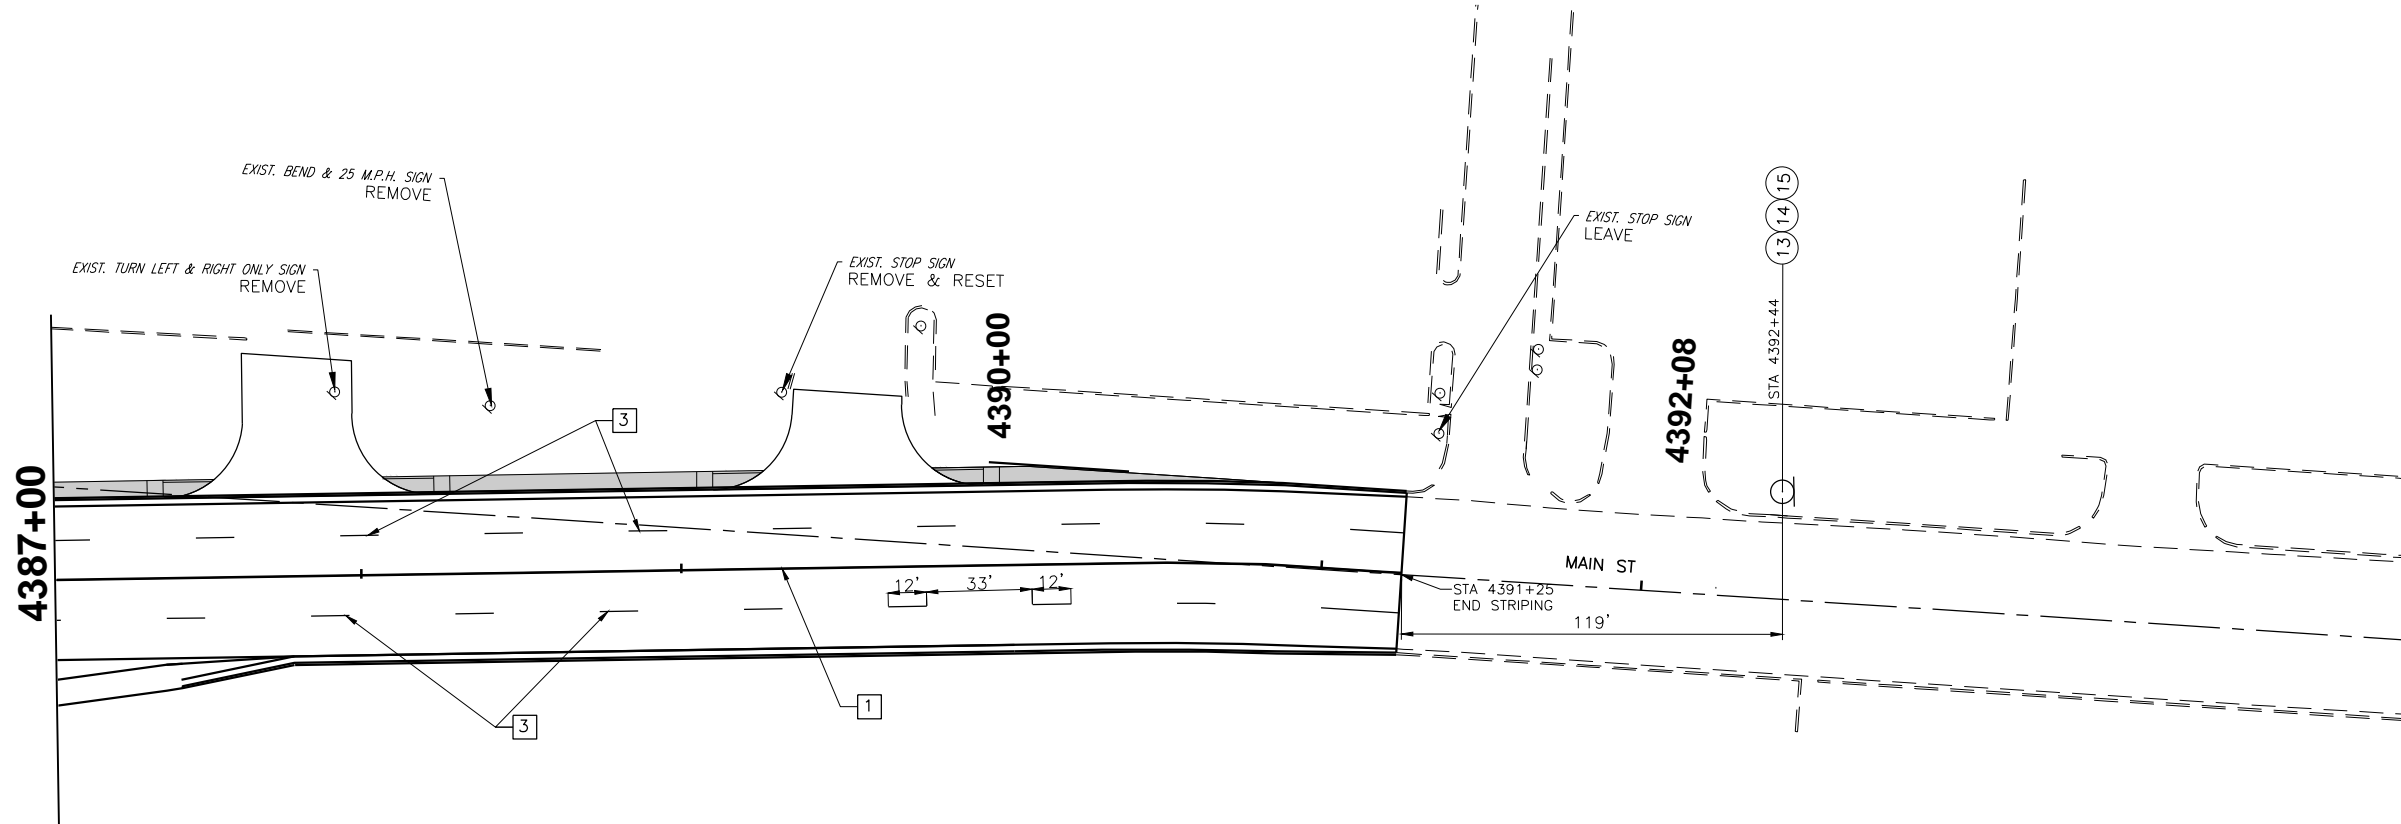 EXIST. BEND & 25 M.P.H. SIGN
REMOVE
EXIST. TURN LEFT & RIGHT ONLY SIGN
REMOVE
EXIST. STOP SIGN
REMOVE & RESET
EXIST. STOP SIGN
LEAVE
13 14 15
STA 4392+44
4387+00
4390+00
4392+08
3
MAIN ST
12' 33' 12'
STA 4391+25
END STRIPING
119'
1
3